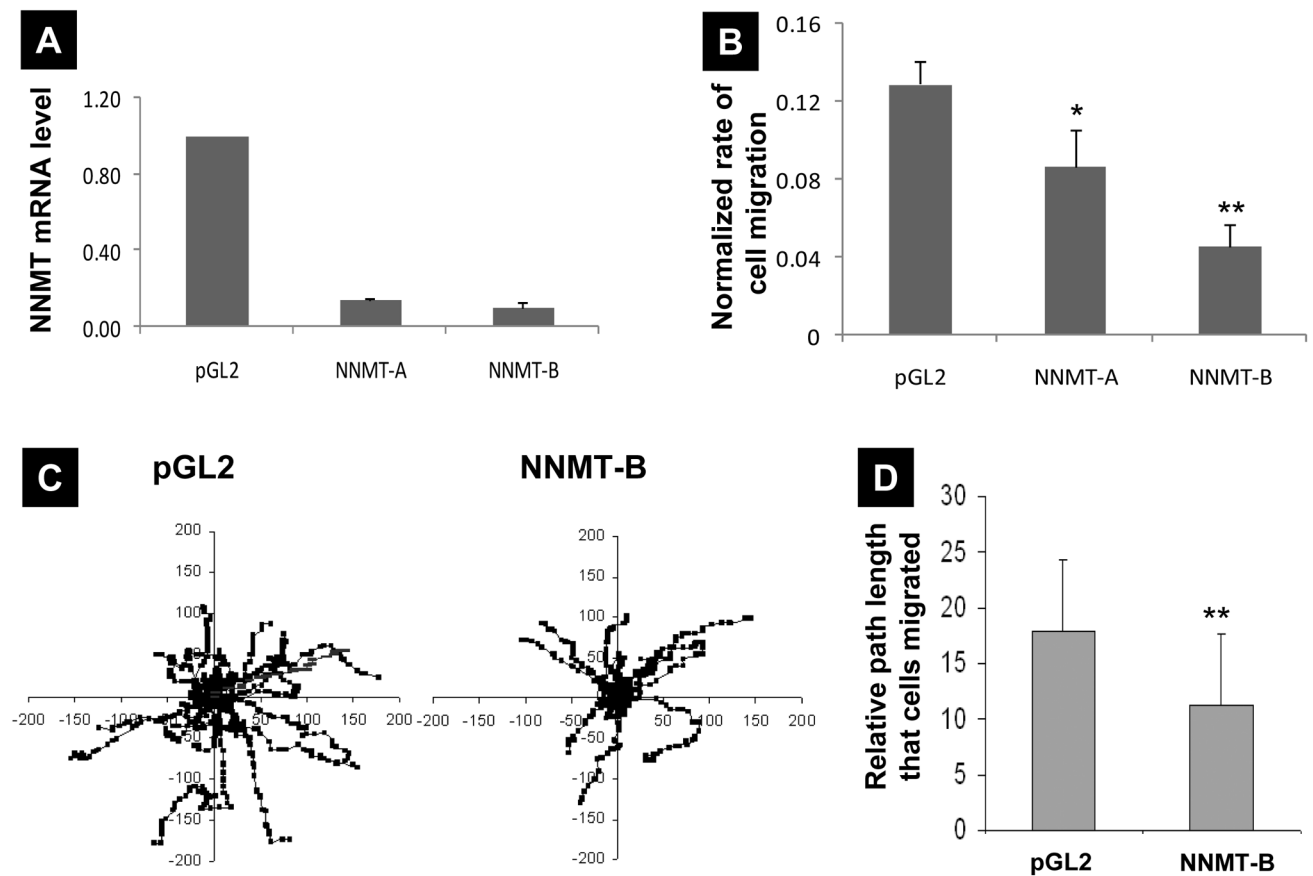 A
NNMT mRNA level
1.20
0.80
0.40
0.00
pGL2
NNMT-A
NNMT-B
B
Normalized rate of
cell migration
0.16
0.12
0.08
0.04
0
*
**
pGL2
NNMT-A
NNMT-B
C
pGL2
200
150
100
50
-50
-100
-150
-200
-200
-150
-100
50
100
150
200
NNMT-B
200
150
100
50
-50
-100
-150
-200
-200
-150
-100
-50
50
100
150
200
D
Relative path length
that cells migrated
30
25
20
15
10
5
0
**
pGL2
NNMT-B